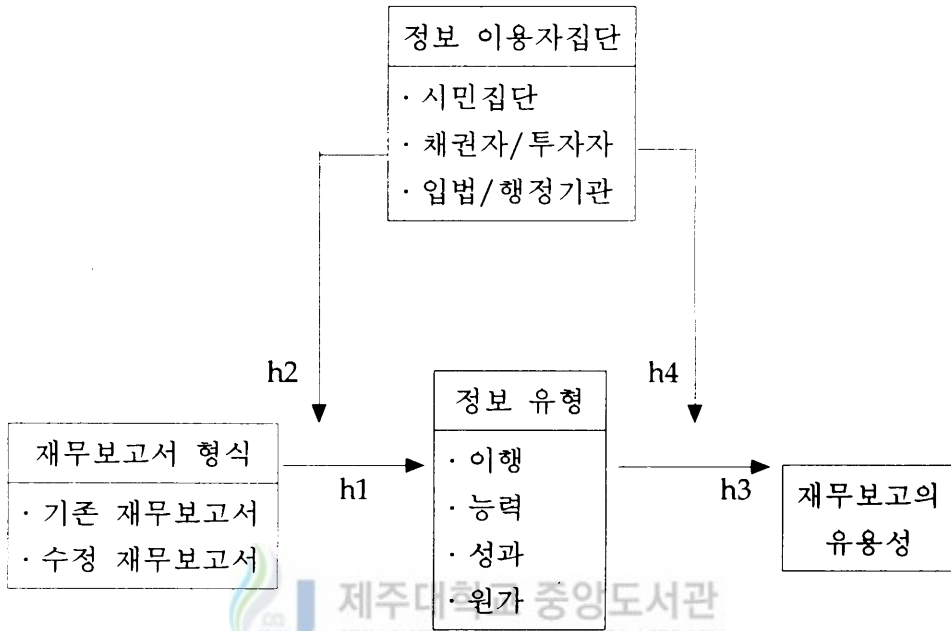 정보 이용자집단
· 시민집단
· 채권자/투자자
· 입법/행정기관
h2
h4
재무보고서 형식
· 기존 재무보고서
· 수정 재무보고서
h1
정보 유형
· 이행
· 능력
· 성과
· 원가
h3
재무보고의
유용성
제주대학교 중앙도서관